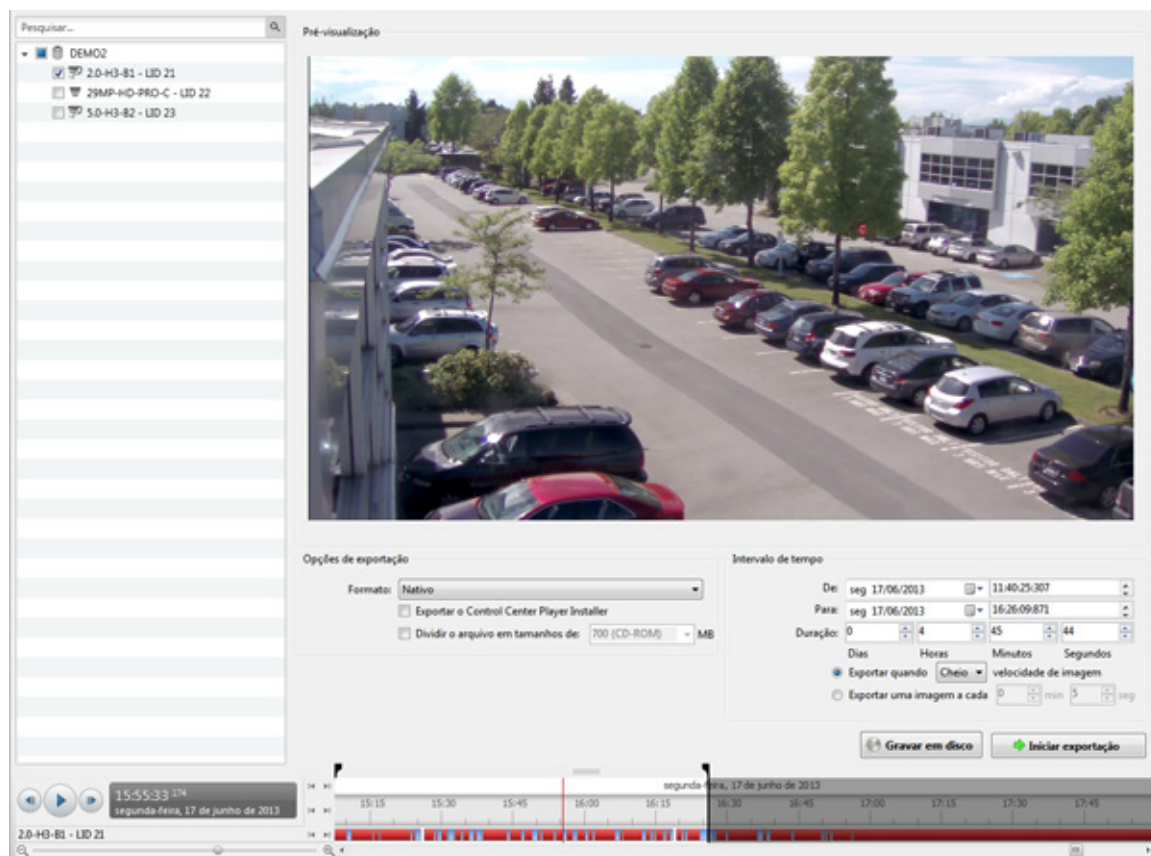 Pesquisar...
DEMO2
2.0-H3-B1 - LID 21
29MP-HD-PRO-C - LID 22
5.0-H3-B2 - LID 23
Pré-visualização
Opções de exportação
Formato: Nativo
Exportar o Control Center Player Installer
Dividir o arquivo em tamanhos de: 700 (CD-ROM) MB
Intervalo de tempo
De: seg 17/06/2013 11:40:25:307
Para: seg 17/06/2013 16:26:09:871
Duração: 0 4 45 44
Dias Horas Minutos Segundos
Exportar quando Cheio velocidade de imagem
Exportar uma imagem a cada 0 min 5 seg
Gravar em disco Iniciar exportação
15:55:33 174
segunda-feira, 17 de junho de 2013
segunda-feira, 17 de junho de 2013
15:15 15:30 15:45 16:00 16:15 16:30 16:45 17:00 17:15 17:30 17:45
2.0-H3-B1 - LID 21